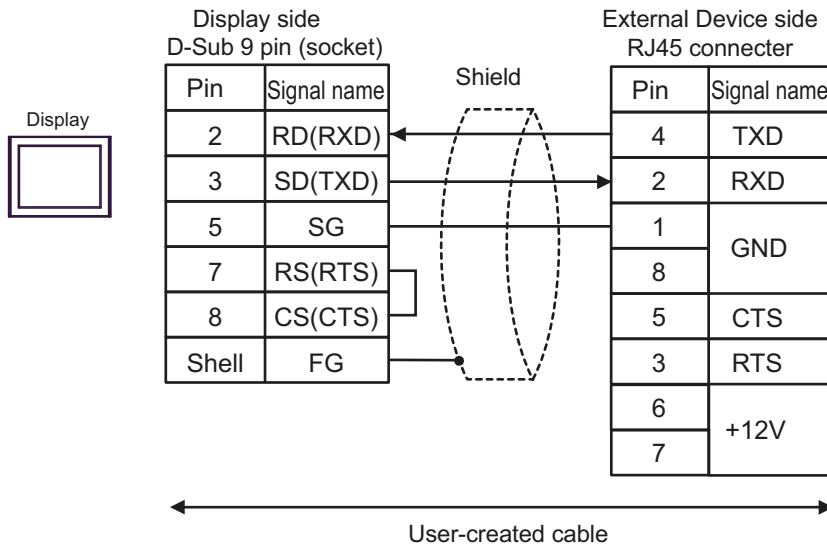 Display side
D-Sub 9 pin (socket)
External Device side
RJ45 connecter
Shield
Display
Pin Signal name
2 RD(RXD)
3 SD(TXD)
5 SG
7 RS(RTS)
8 CS(CTS)
Shell FG
Pin Signal name
4 TXD
2 RXD
1
GND
8
5 CTS
3 RTS
6
+12V
7
User-created cable